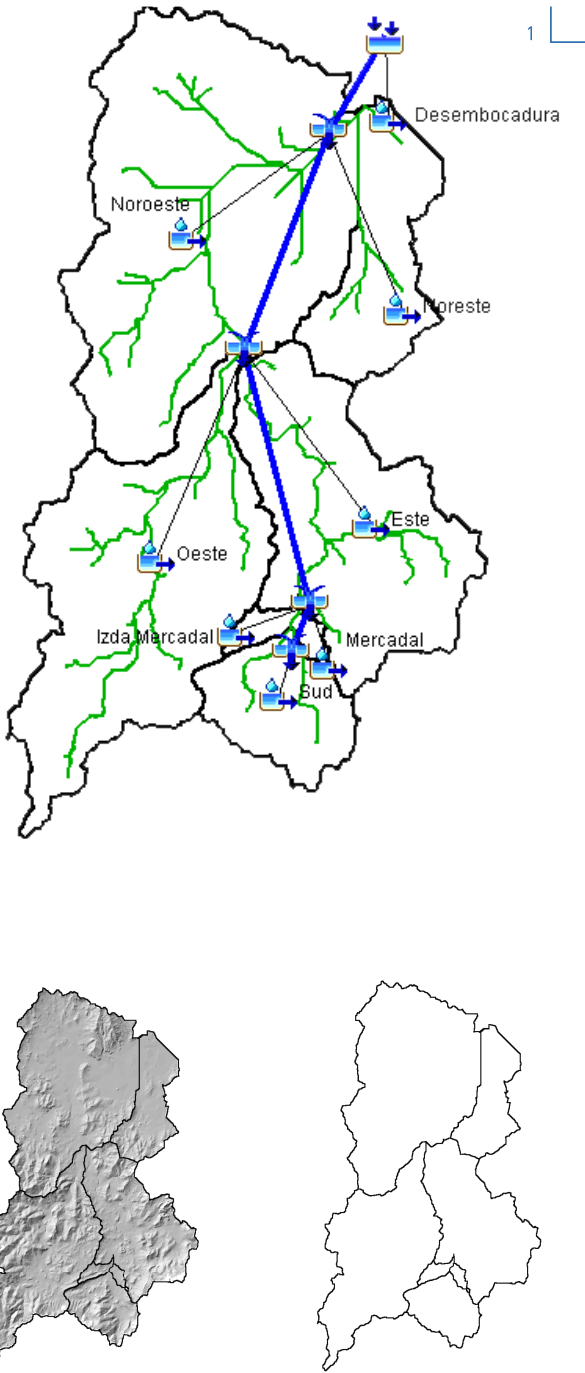 1
Desembocadura
Noroeste
Noreste
Este
Oeste
Izda Mercadal
Mercadal
Sud